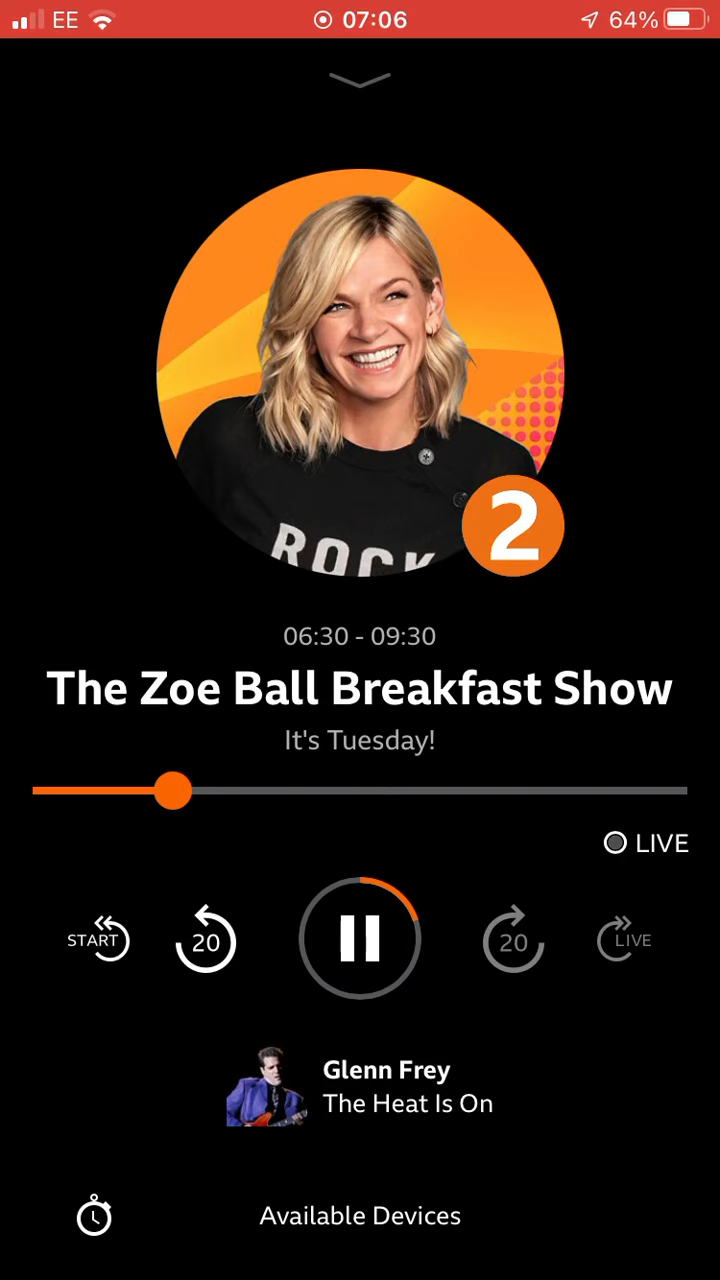 EE 07:06 64%
ROCK
2
06:30 - 09:30
The Zoe Ball Breakfast Show
It's Tuesday!
LIVE
START 20 20 LIVE
Glenn Frey
The Heat Is On
Available Devices